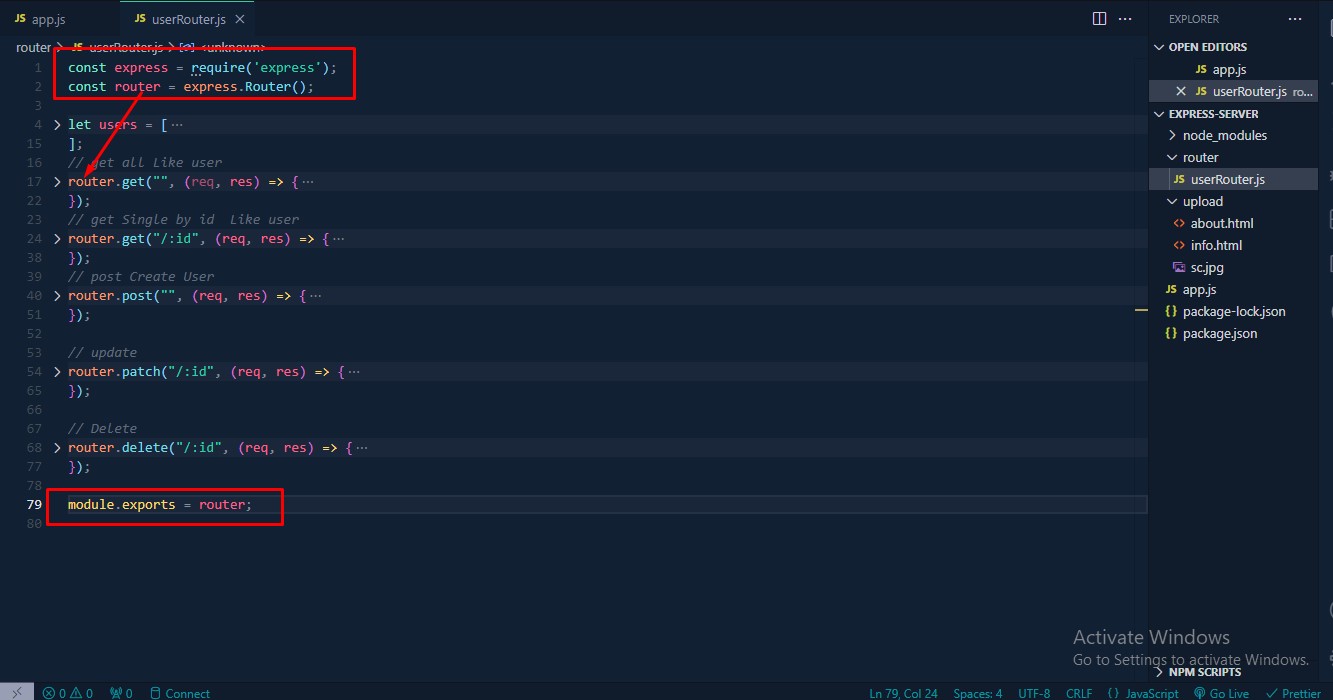 JS app.js
JS userRouter.js
EXPLORER
router > JS userRouter.js > <unknown>
OPEN EDITORS
JS app.js
JS userRouter.js ro...
EXPRESS-SERVER
node_modules
router
JS userRouter.js
upload
<> about.html
<> info.html
sc.jpg
JS app.js
{} package-lock.json
{} package.json
1 const express = require('express');
2 const router = express.Router();
3
4 let users = [ ...
15 ];
16 // get all Like user
17 router.get("", (req, res) => { ...
22 });
23 // get Single by id  Like user
24 router.get("/:id", (req, res) => { ...
38 });
39 // post Create User
40 router.post("", (req, res) => { ...
51 });
52
53 // update
54 router.patch("/:id", (req, res) => { ...
65 });
66
67 // Delete
68 router.delete("/:id", (req, res) => { ...
77 });
78
79 module.exports = router;
80
Activate Windows
Go to Settings to activate Windows.
NPM SCRIPTS
0 0 0 Connect
Ln 79, Col 24 Spaces: 4 UTF-8 CRLF {} JavaScript Go Live Prettier